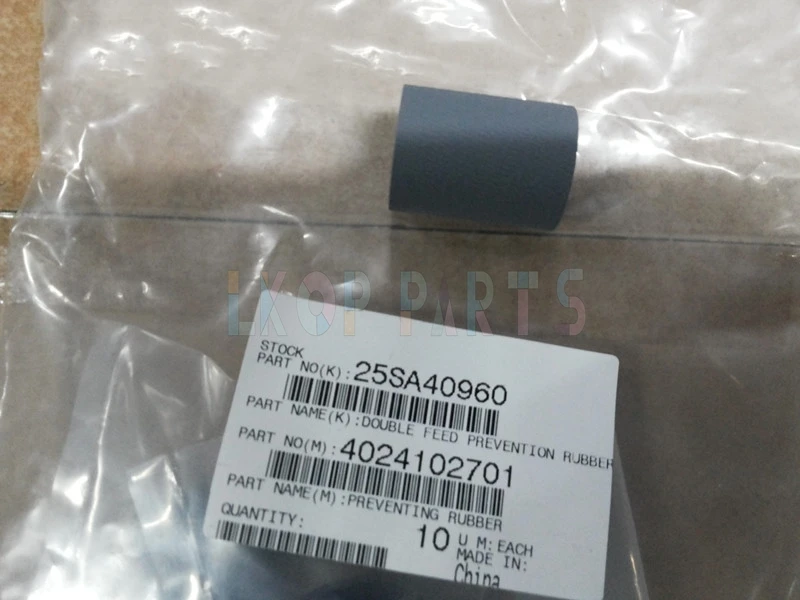 LKOP PARTS
STOCK
PART NO(K): 25SA40960
PART NAME(K):DOUBLE FEED PREVENTION RUBBER
PART NO(M): 4024102701
PART NAME(M):PREVENTING RUBBER
QUANTITY: 10 U M: EACH
MADE IN:
China